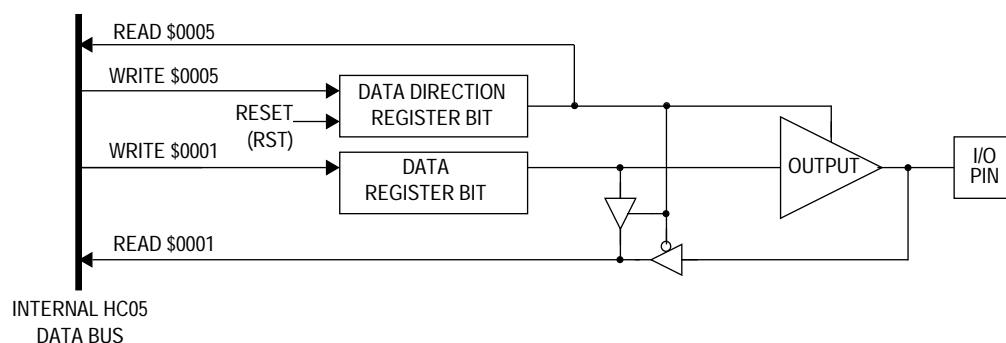 READ $0005
WRITE $0005
DATA DIRECTION
REGISTER BIT
RESET
(RST)
WRITE $0001
DATA
REGISTER BIT
OUTPUT
I/O
PIN
READ $0001
INTERNAL HC05
DATA BUS